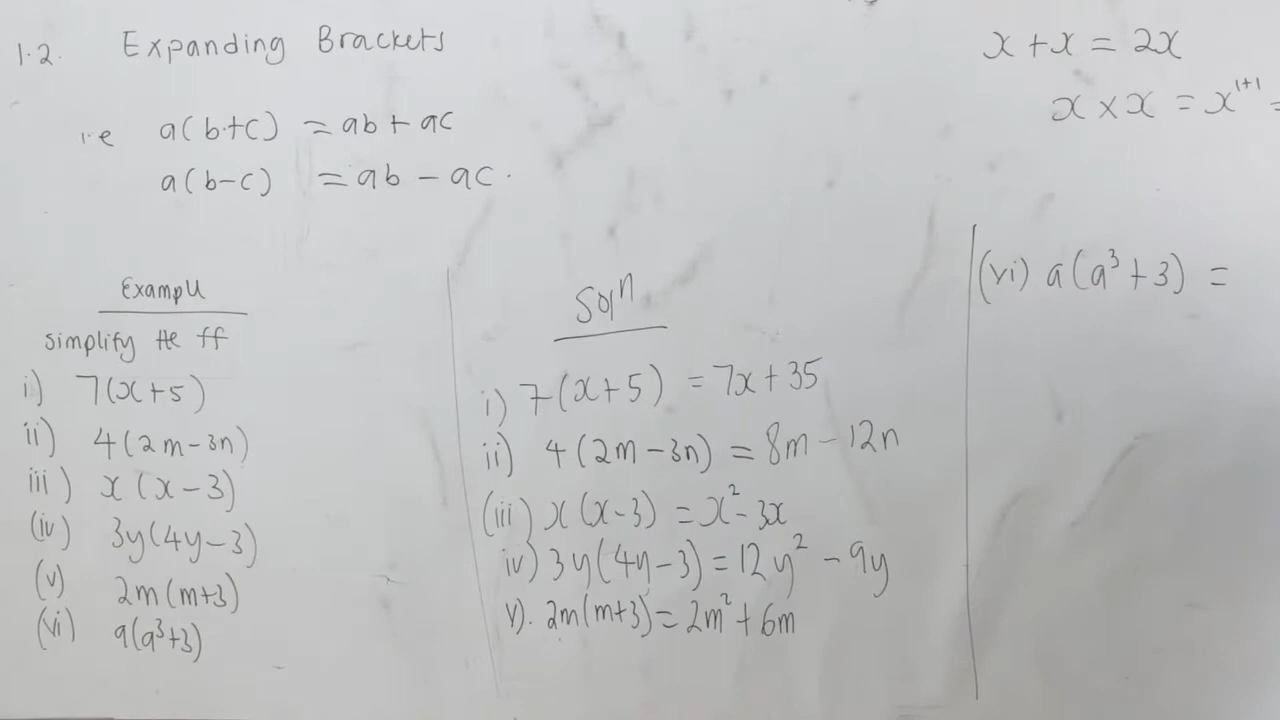 1.2. Expanding Brackets
i.e a(b+c) = ab + ac
a(b-c) = ab - ac.
x + x = 2x
x × x = x¹⁺¹ =
Example
simplify the ff
i) 7(x+5)
ii) 4(2m-3n)
iii) x(x-3)
(iv) 3y(4y-3)
(v) 2m(m+3)
(vi) a(a³+3)
Solⁿ
i) 7(x+5) = 7x+35
ii) 4(2m-3n) = 8m-12n
(iii) x(x-3) = x²-3x
iv) 3y(4y-3) = 12y² - 9y
v). 2m(m+3) = 2m² + 6m
(vi) a(a³+3) =